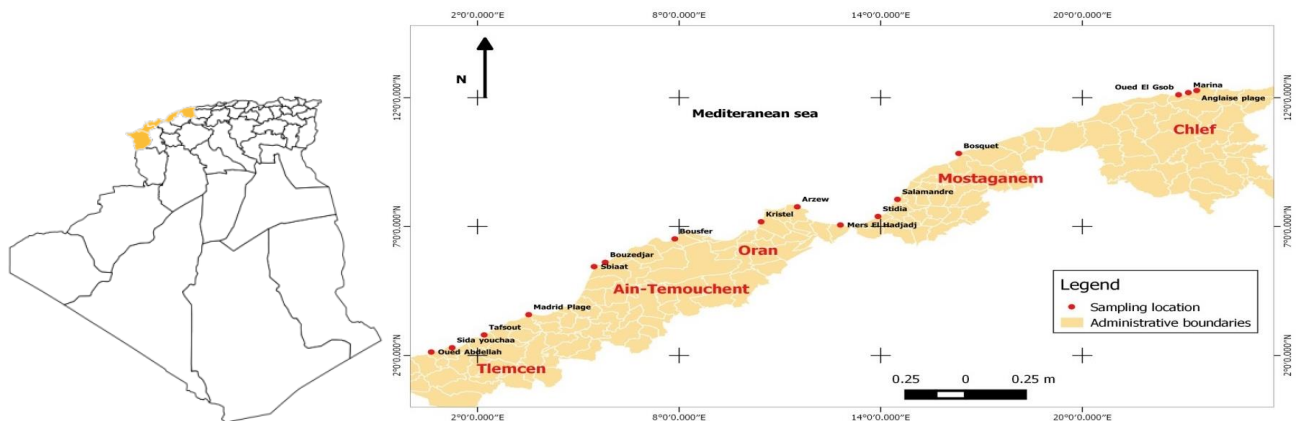 2°0'0.000"E 8°0'0.000"E 14°0'0.000"E 20°0'0.000"E
N
12°0'0.000"N
12°0'0.000"N
Mediteranean sea
Oued El Gsob
Marina
Anglaise plage
Chlef
Bosquet
Mostaganem
Salamandre
Stidia
Arzew
Kristel
Mers El Hadjadj
7°0'0.000"N
7°0'0.000"N
Bousfer
Oran
Bouzedjar
Sbiaat
Ain-Temouchent
Madrid Plage
Tafsout
Sida youchaa
Oued Abdellah
Tlemcen
2°0'0.000"N
2°0'0.000"N
Legend
Sampling location
Administrative boundaries
0.25 0 0.25 m
2°0'0.000"E 8°0'0.000"E 14°0'0.000"E 20°0'0.000"E